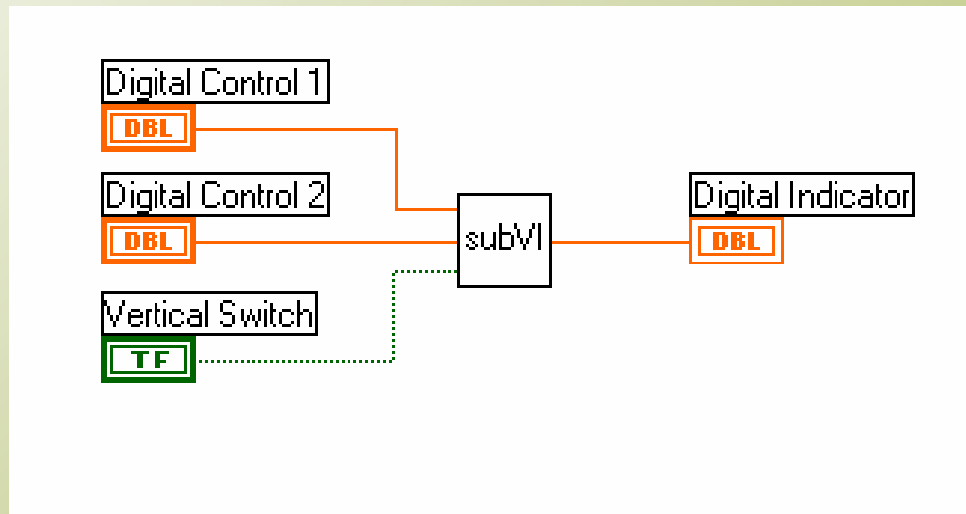 Digital Control 1
DBL
Digital Control 2
DBL
Vertical Switch
TF
subVI
Digital Indicator
DBL